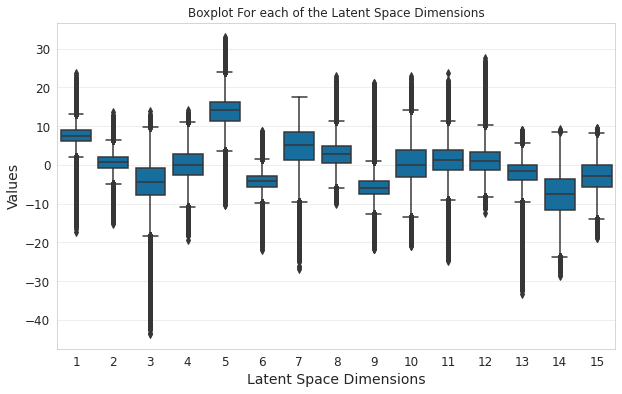 Boxplot For each of the Latent Space Dimensions
30
20
10
0
−10
−20
−30
−40
Values
1 2 3 4 5 6 7 8 9 10 11 12 13 14 15
Latent Space Dimensions